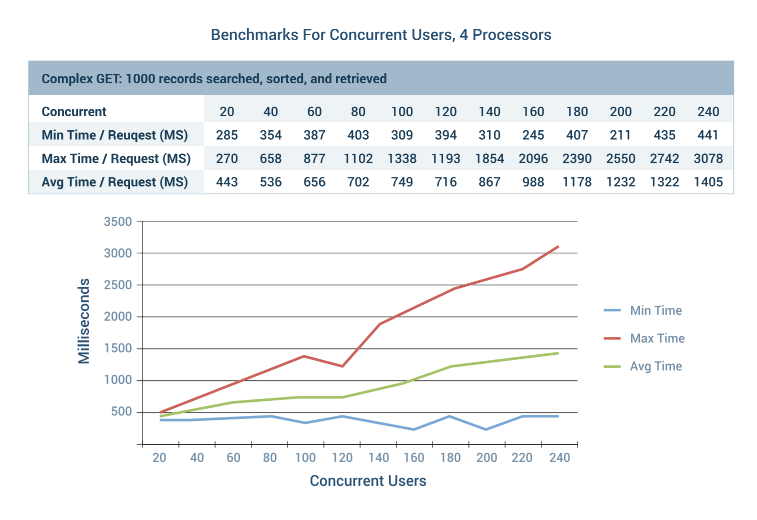 Benchmarks For Concurrent Users, 4 Processors
Complex GET: 1000 records searched, sorted, and retrieved
Concurrent 20 40 60 80 100 120 140 160 180 200 220 240
Min Time / Reuqest (MS) 285 354 387 403 309 394 310 245 407 211 435 441
Max Time / Request (MS) 270 658 877 1102 1338 1193 1854 2096 2390 2550 2742 3078
Avg Time / Request (MS) 443 536 656 702 749 716 867 988 1178 1232 1322 1405
3500
3000
2500
2000
1500
1000
500
Milliseconds
20 40 60 80 100 120 140 160 180 200 220 240
Concurrent Users
Min Time
Max Time
Avg Time